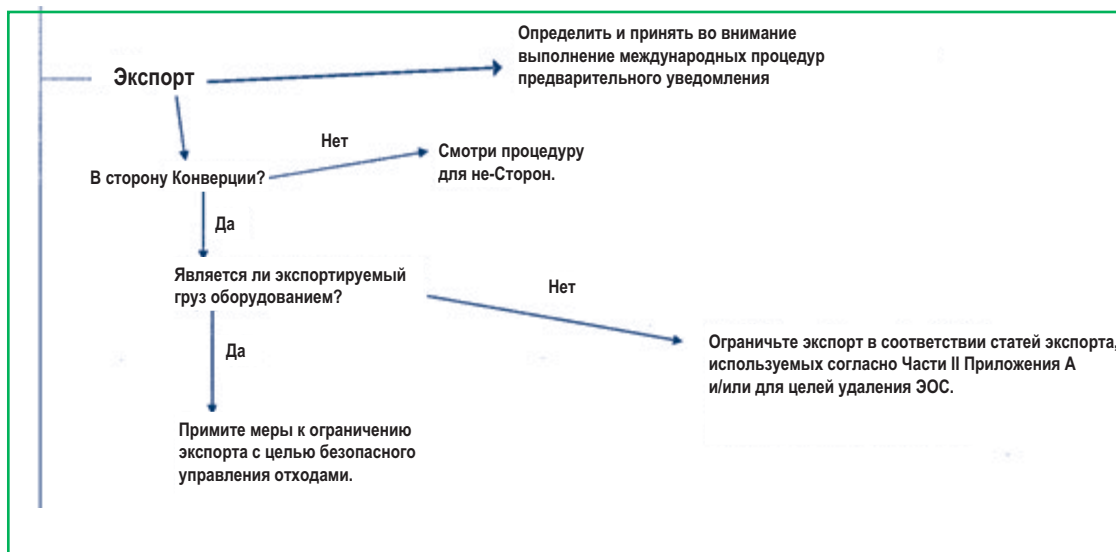 Определить и принять во внимание
выполнение международных процедур
предварительного уведомления
Экспорт
Нет
Смотри процедуру
для не-Сторон.
В сторону Конверции?
Да
Является ли экспортируемый
груз оборудованием?
Нет
Да
Ограничьте экспорт в соответствии статей экспорта,
используемых согласно Части II Приложения А
и/или для целей удаления ЭОС.
Примите меры к ограничению
экспорта с целью безопасного
управления отходами.